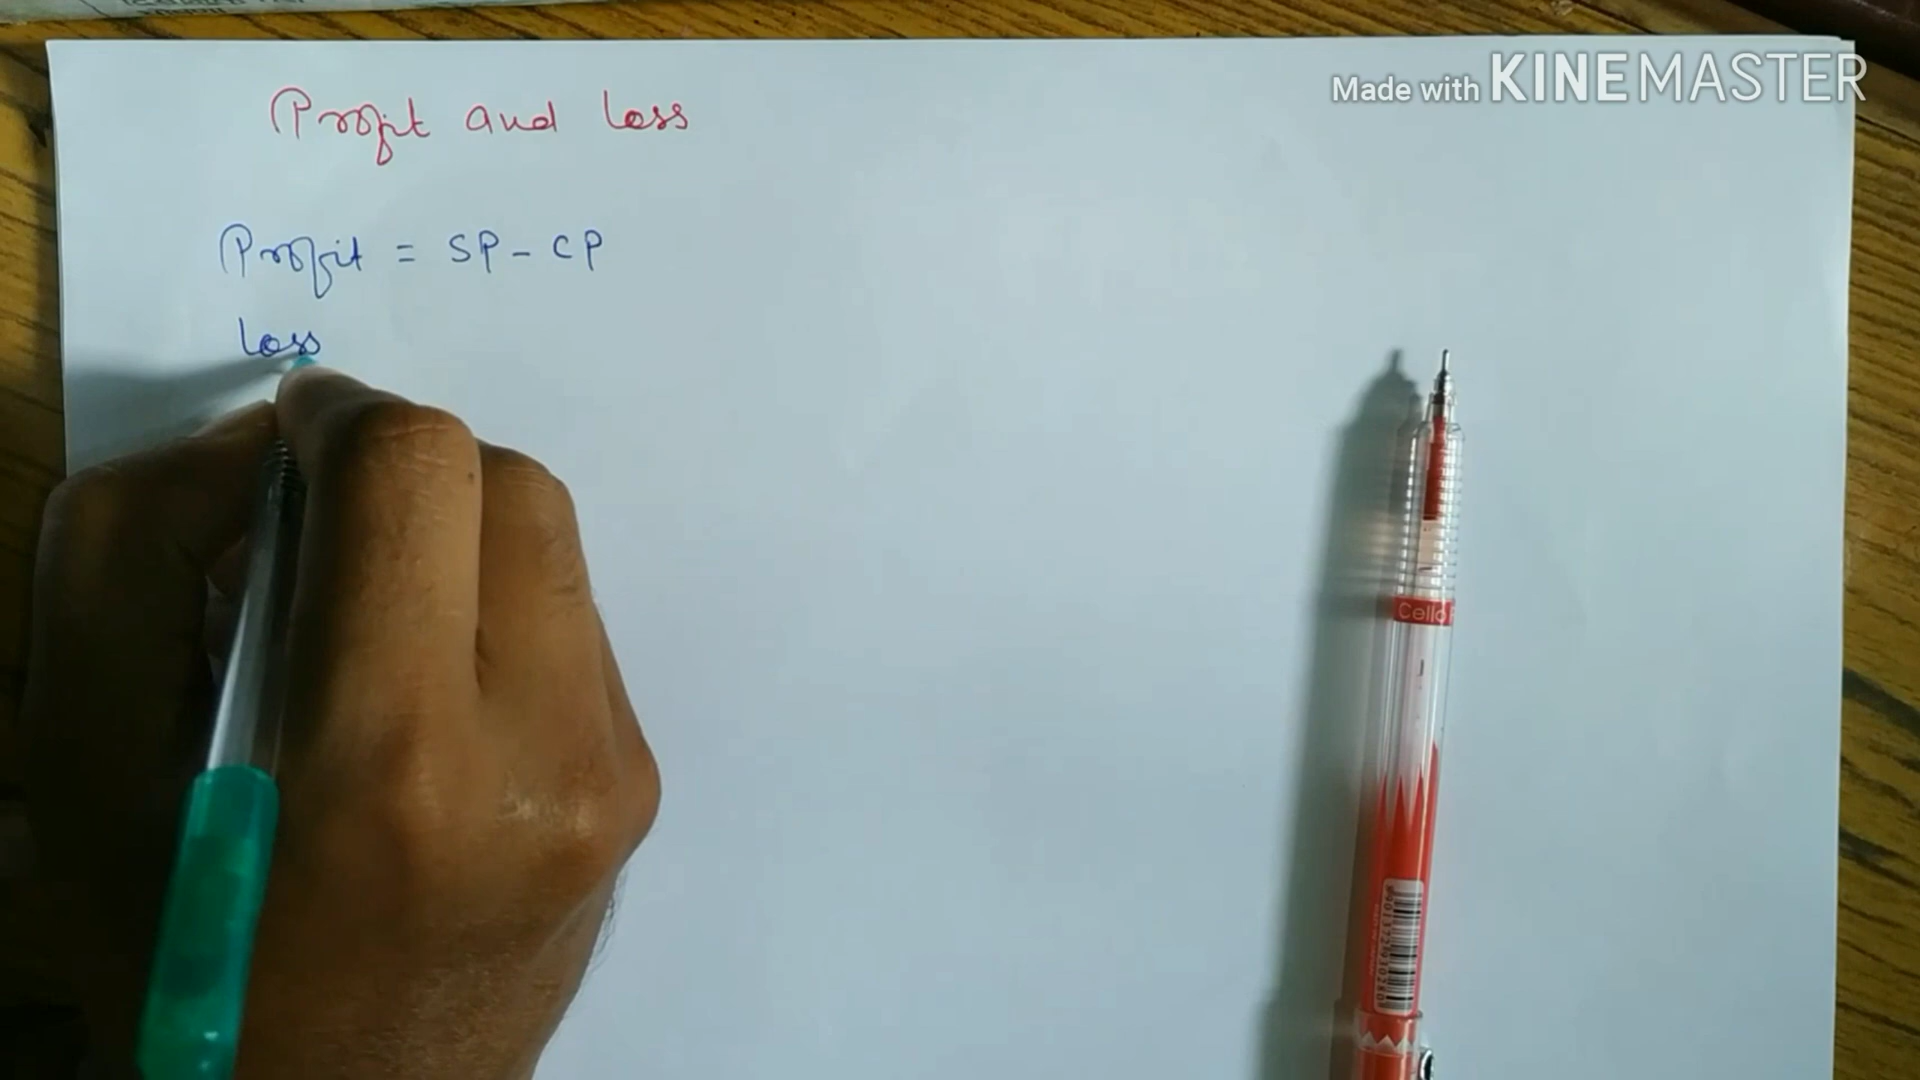 Made with KINEMASTER
Profit and loss
Profit = SP - CP
loss
Cello